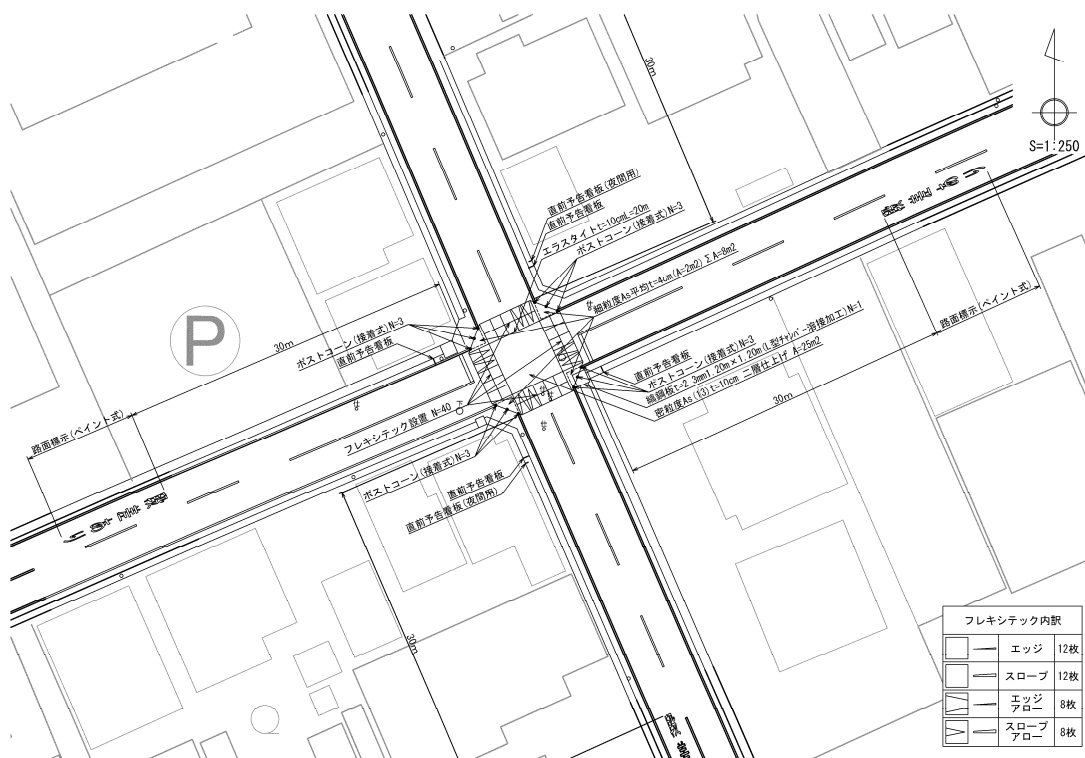 30m
S=1:250
直前予告看板(夜間用)
直前予告看板
エラスタイトt=10cmL=20m
ポストコーン(接着式)N=3
細粒度As平均t=4cm(A=2m2) ΣA=8m2
路面標示(ペイント式)
P
30m
ポストコーン(接着式)N=3
直前予告看板
直前予告看板
ポストコーン(接着式)N=3
縞鋼板t=2.3mm1.20m×1.20m(L型チャンバー溶接加工)N=1
密粒度As(13)t=10cm 二層仕上げ A=25m2
30m
路面標示(ペイント式)
フレキシテック設置 N=40
ポストコーン(接着式)N=3
直前予告看板
直前予告看板(夜間用)
30m
フレキシテック内訳
エッジ 12枚
スロープ 12枚
エッジ
アロー 8枚
スロープ
アロー 8枚